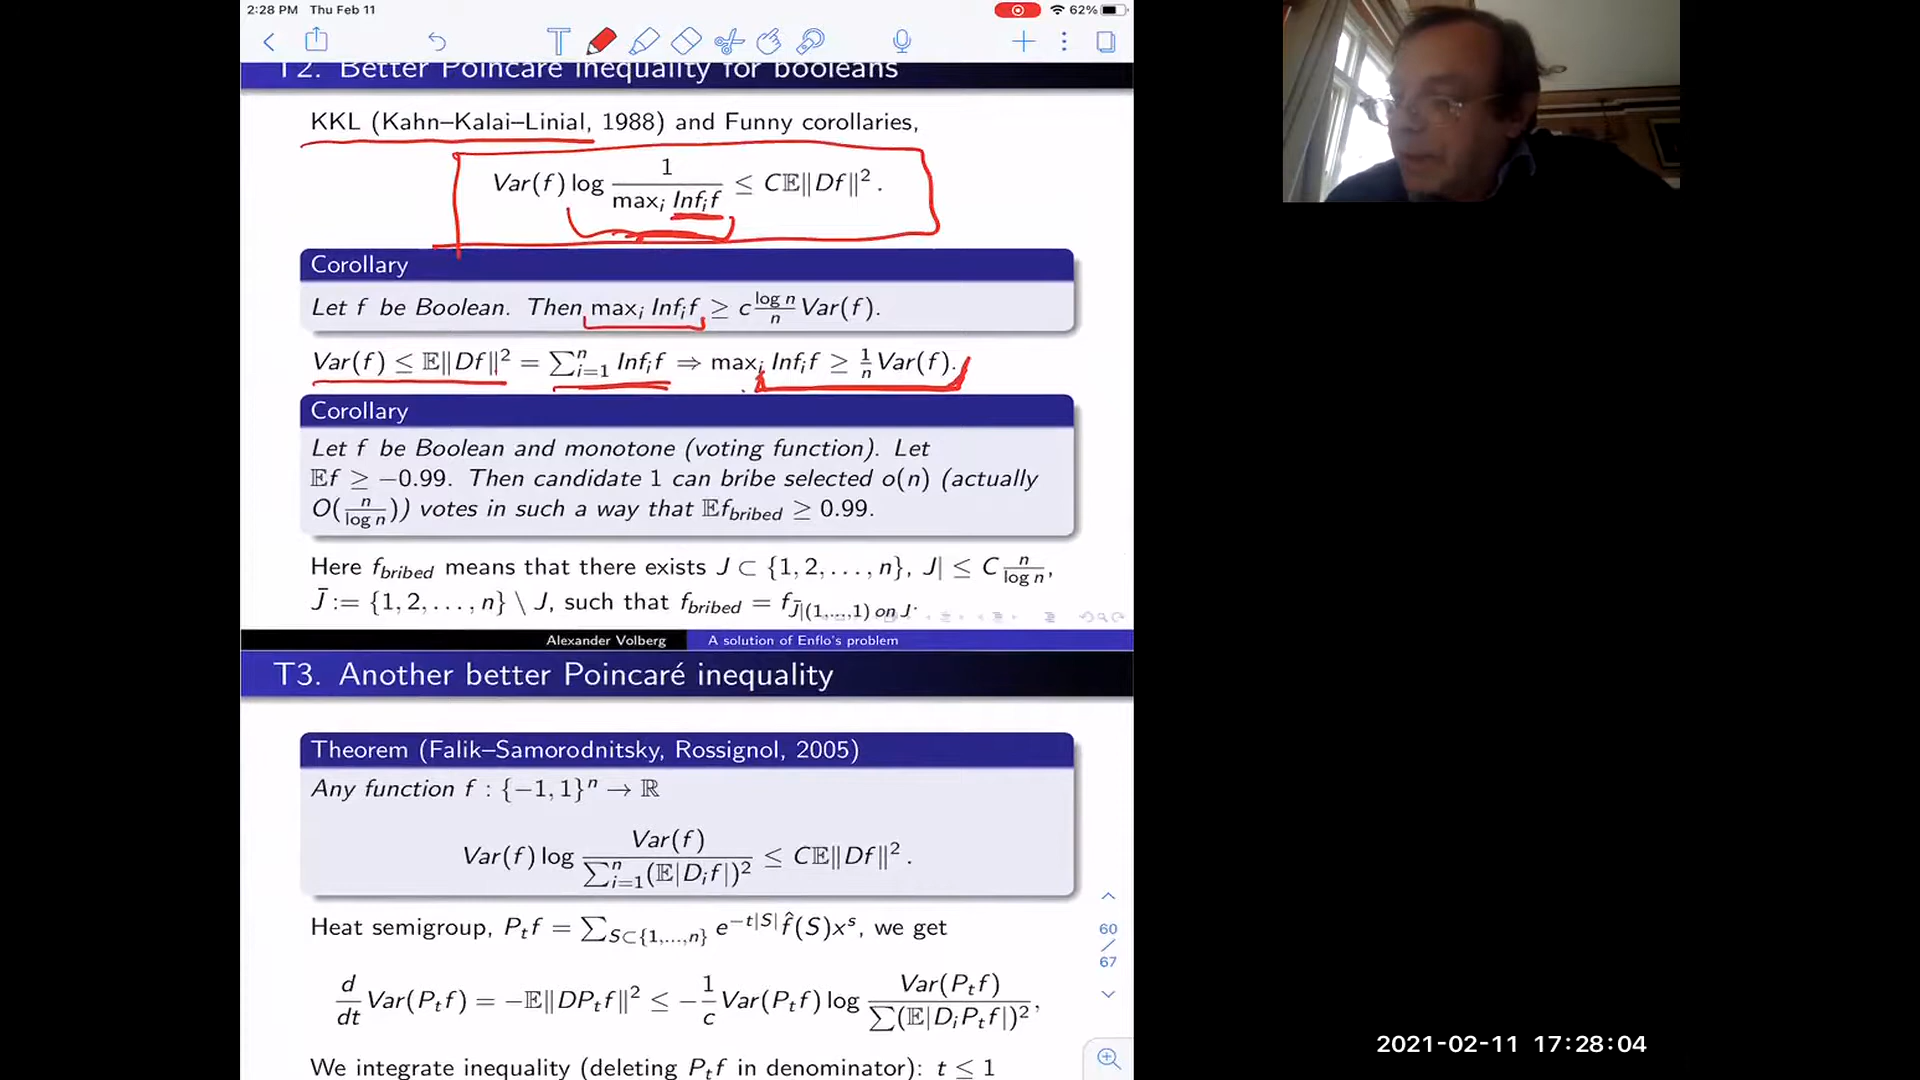 2:28 PM Thu Feb 11
62%
T2. Better Poincaré inequality for booleans
KKL (Kahn–Kalai–Linial, 1988) and Funny corollaries,
Var(f) log 1/(max_i Inf_i f) ≤ C𝔼‖Df‖².
Corollary
Let f be Boolean. Then max_i Inf_i f ≥ c (log n)/n Var(f).
Var(f) ≤ 𝔼‖Df‖² = ∑_{i=1}^n Inf_i f ⇒ max_i Inf_i f ≥ 1/n Var(f).
Corollary
Let f be Boolean and monotone (voting function). Let
𝔼f ≥ −0.99. Then candidate 1 can bribe selected o(n) (actually
O(n/(log n))) votes in such a way that 𝔼f_{bribed} ≥ 0.99.
Here f_{bribed} means that there exists J ⊂ {1, 2, . . . , n}, J| ≤ C n/(log n),
J̄ := {1, 2, . . . , n} \ J, such that f_{bribed} = f_{J̄|(1,...,1) on J}.
Alexander Volberg A solution of Enflo's problem
T3. Another better Poincaré inequality
Theorem (Falik–Samorodnitsky, Rossignol, 2005)
Any function f : {−1, 1}ⁿ → ℝ
Var(f) log Var(f)/(∑_{i=1}^n (𝔼|D_i f|)²) ≤ C𝔼‖Df‖².
Heat semigroup, P_t f = ∑_{S⊂{1,...,n}} e^{−t|S|} f̂(S)x^s, we get
d/dt Var(P_t f) = −𝔼‖DP_t f‖² ≤ −1/c Var(P_t f) log Var(P_t f)/(∑(𝔼|D_i P_t f|)²),
We integrate inequality (deleting P_t f in denominator): t ≤ 1
60
/
67
2021-02-11 17:28:04